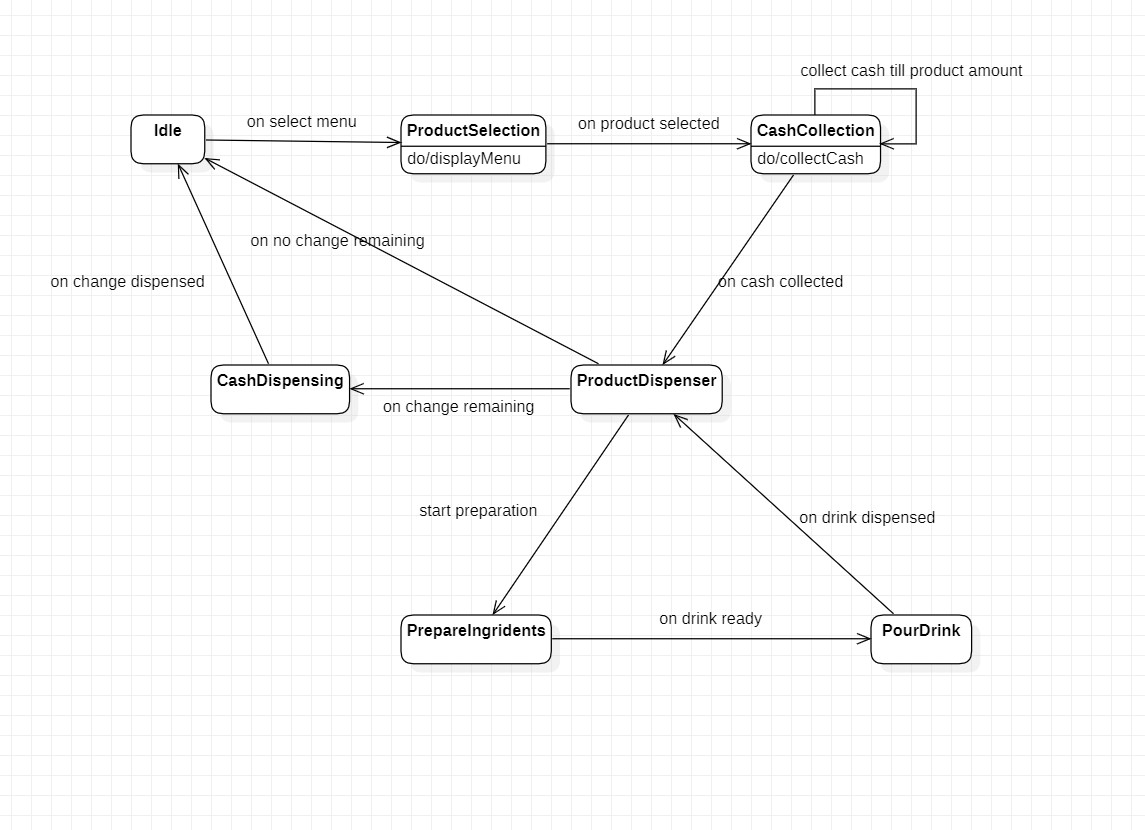 collect cash till product amount
Idle
on select menu
ProductSelection
do/displayMenu
on product selected
CashCollection
do/collectCash
on no change remaining
on change dispensed
on cash collected
CashDispensing
on change remaining
ProductDispenser
start preparation
on drink dispensed
PrepareIngridents
on drink ready
PourDrink